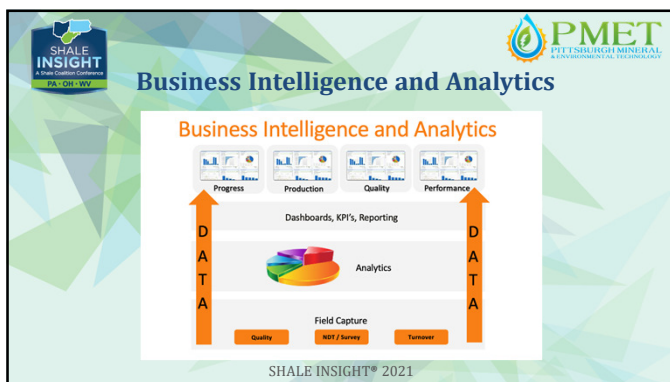 SHALE
INSIGHT
A Shale Coalition Conference
PA • OH • WV
PMET
PITTSBURGH MINERAL
& ENVIRONMENTAL TECHNOLOGY
Business Intelligence and Analytics
Business Intelligence and Analytics
Progress
Production
Quality
Performance
Dashboards, KPI's, Reporting
DATA
DATA
Analytics
Field Capture
Quality
NDT / Survey
Turnover
SHALE INSIGHT® 2021